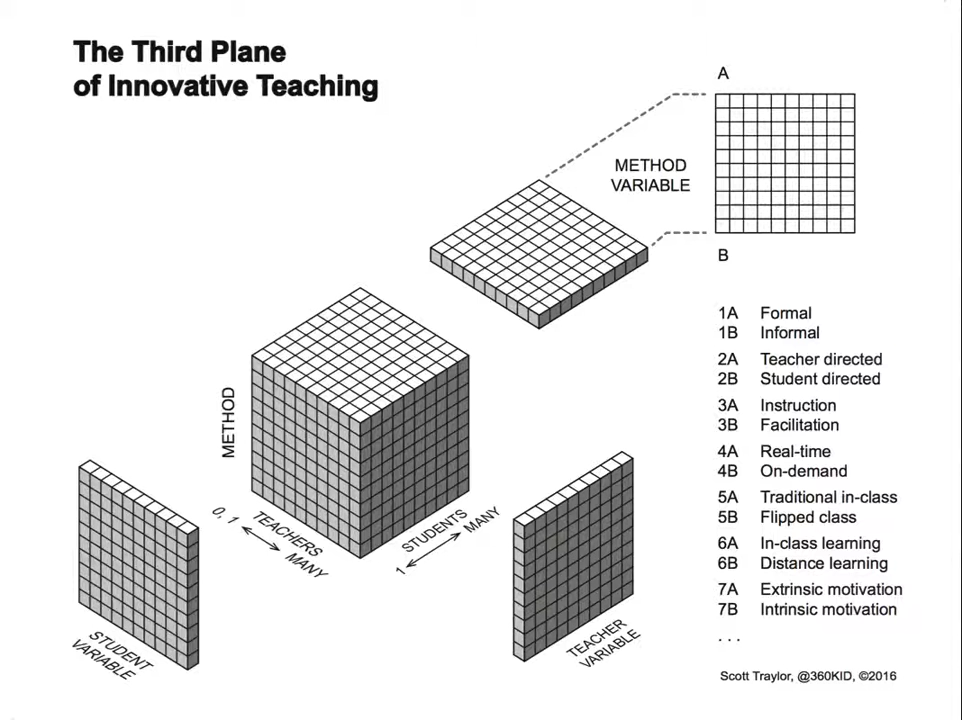 The Third Plane
of Innovative Teaching
A
METHOD
VARIABLE
B
METHOD
0, 1
TEACHERS
MANY
1
STUDENTS
MANY
STUDENT
VARIABLE
TEACHER
VARIABLE
1A Formal
1B Informal
2A Teacher directed
2B Student directed
3A Instruction
3B Facilitation
4A Real-time
4B On-demand
5A Traditional in-class
5B Flipped class
6A In-class learning
6B Distance learning
7A Extrinsic motivation
7B Intrinsic motivation
. . .
Scott Traylor, @360KID, ©2016